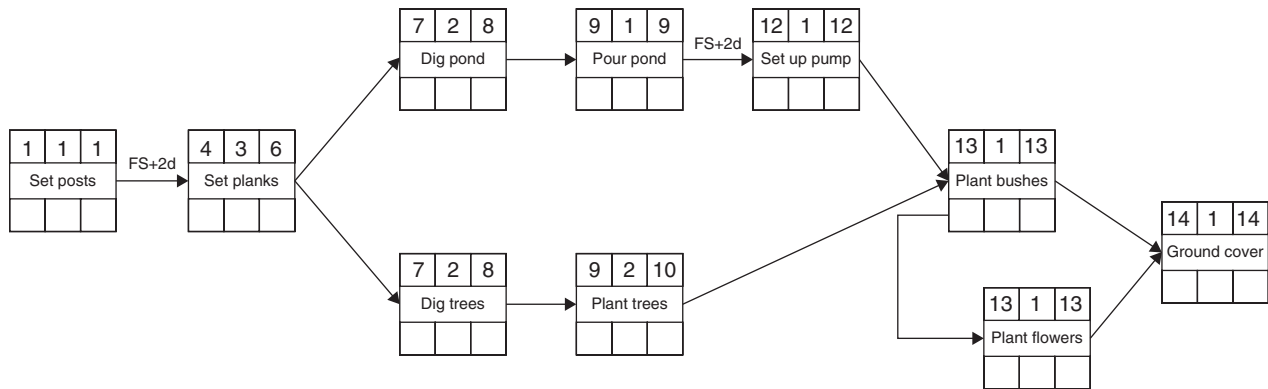 7 2 8
Dig pond
9 1 9
Pour pond
FS+2d
12 1 12
Set up pump
1 1 1
Set posts
FS+2d
4 3 6
Set planks
13 1 13
Plant bushes
14 1 14
Ground cover
7 2 8
Dig trees
9 2 10
Plant trees
13 1 13
Plant flowers